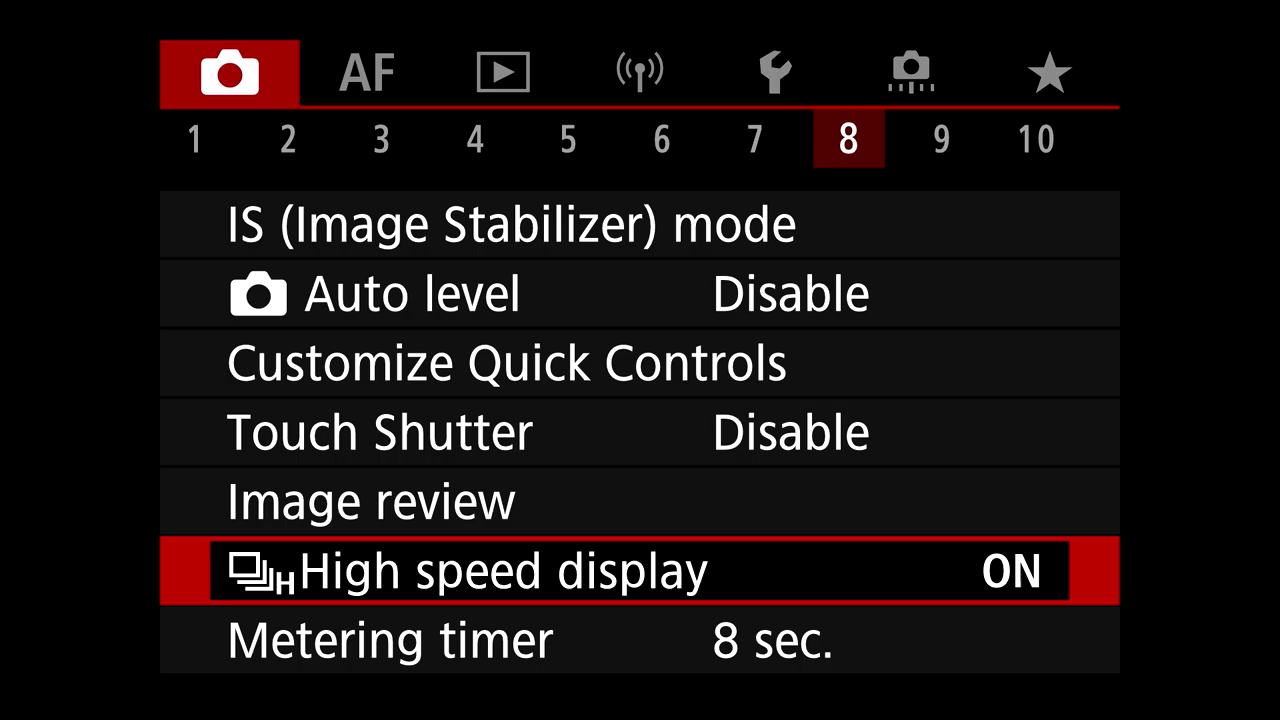 AF
1 2 3 4 5 6 7 8 9 10
IS (Image Stabilizer) mode
Auto level Disable
Customize Quick Controls
Touch Shutter Disable
Image review
H High speed display ON
Metering timer 8 sec.